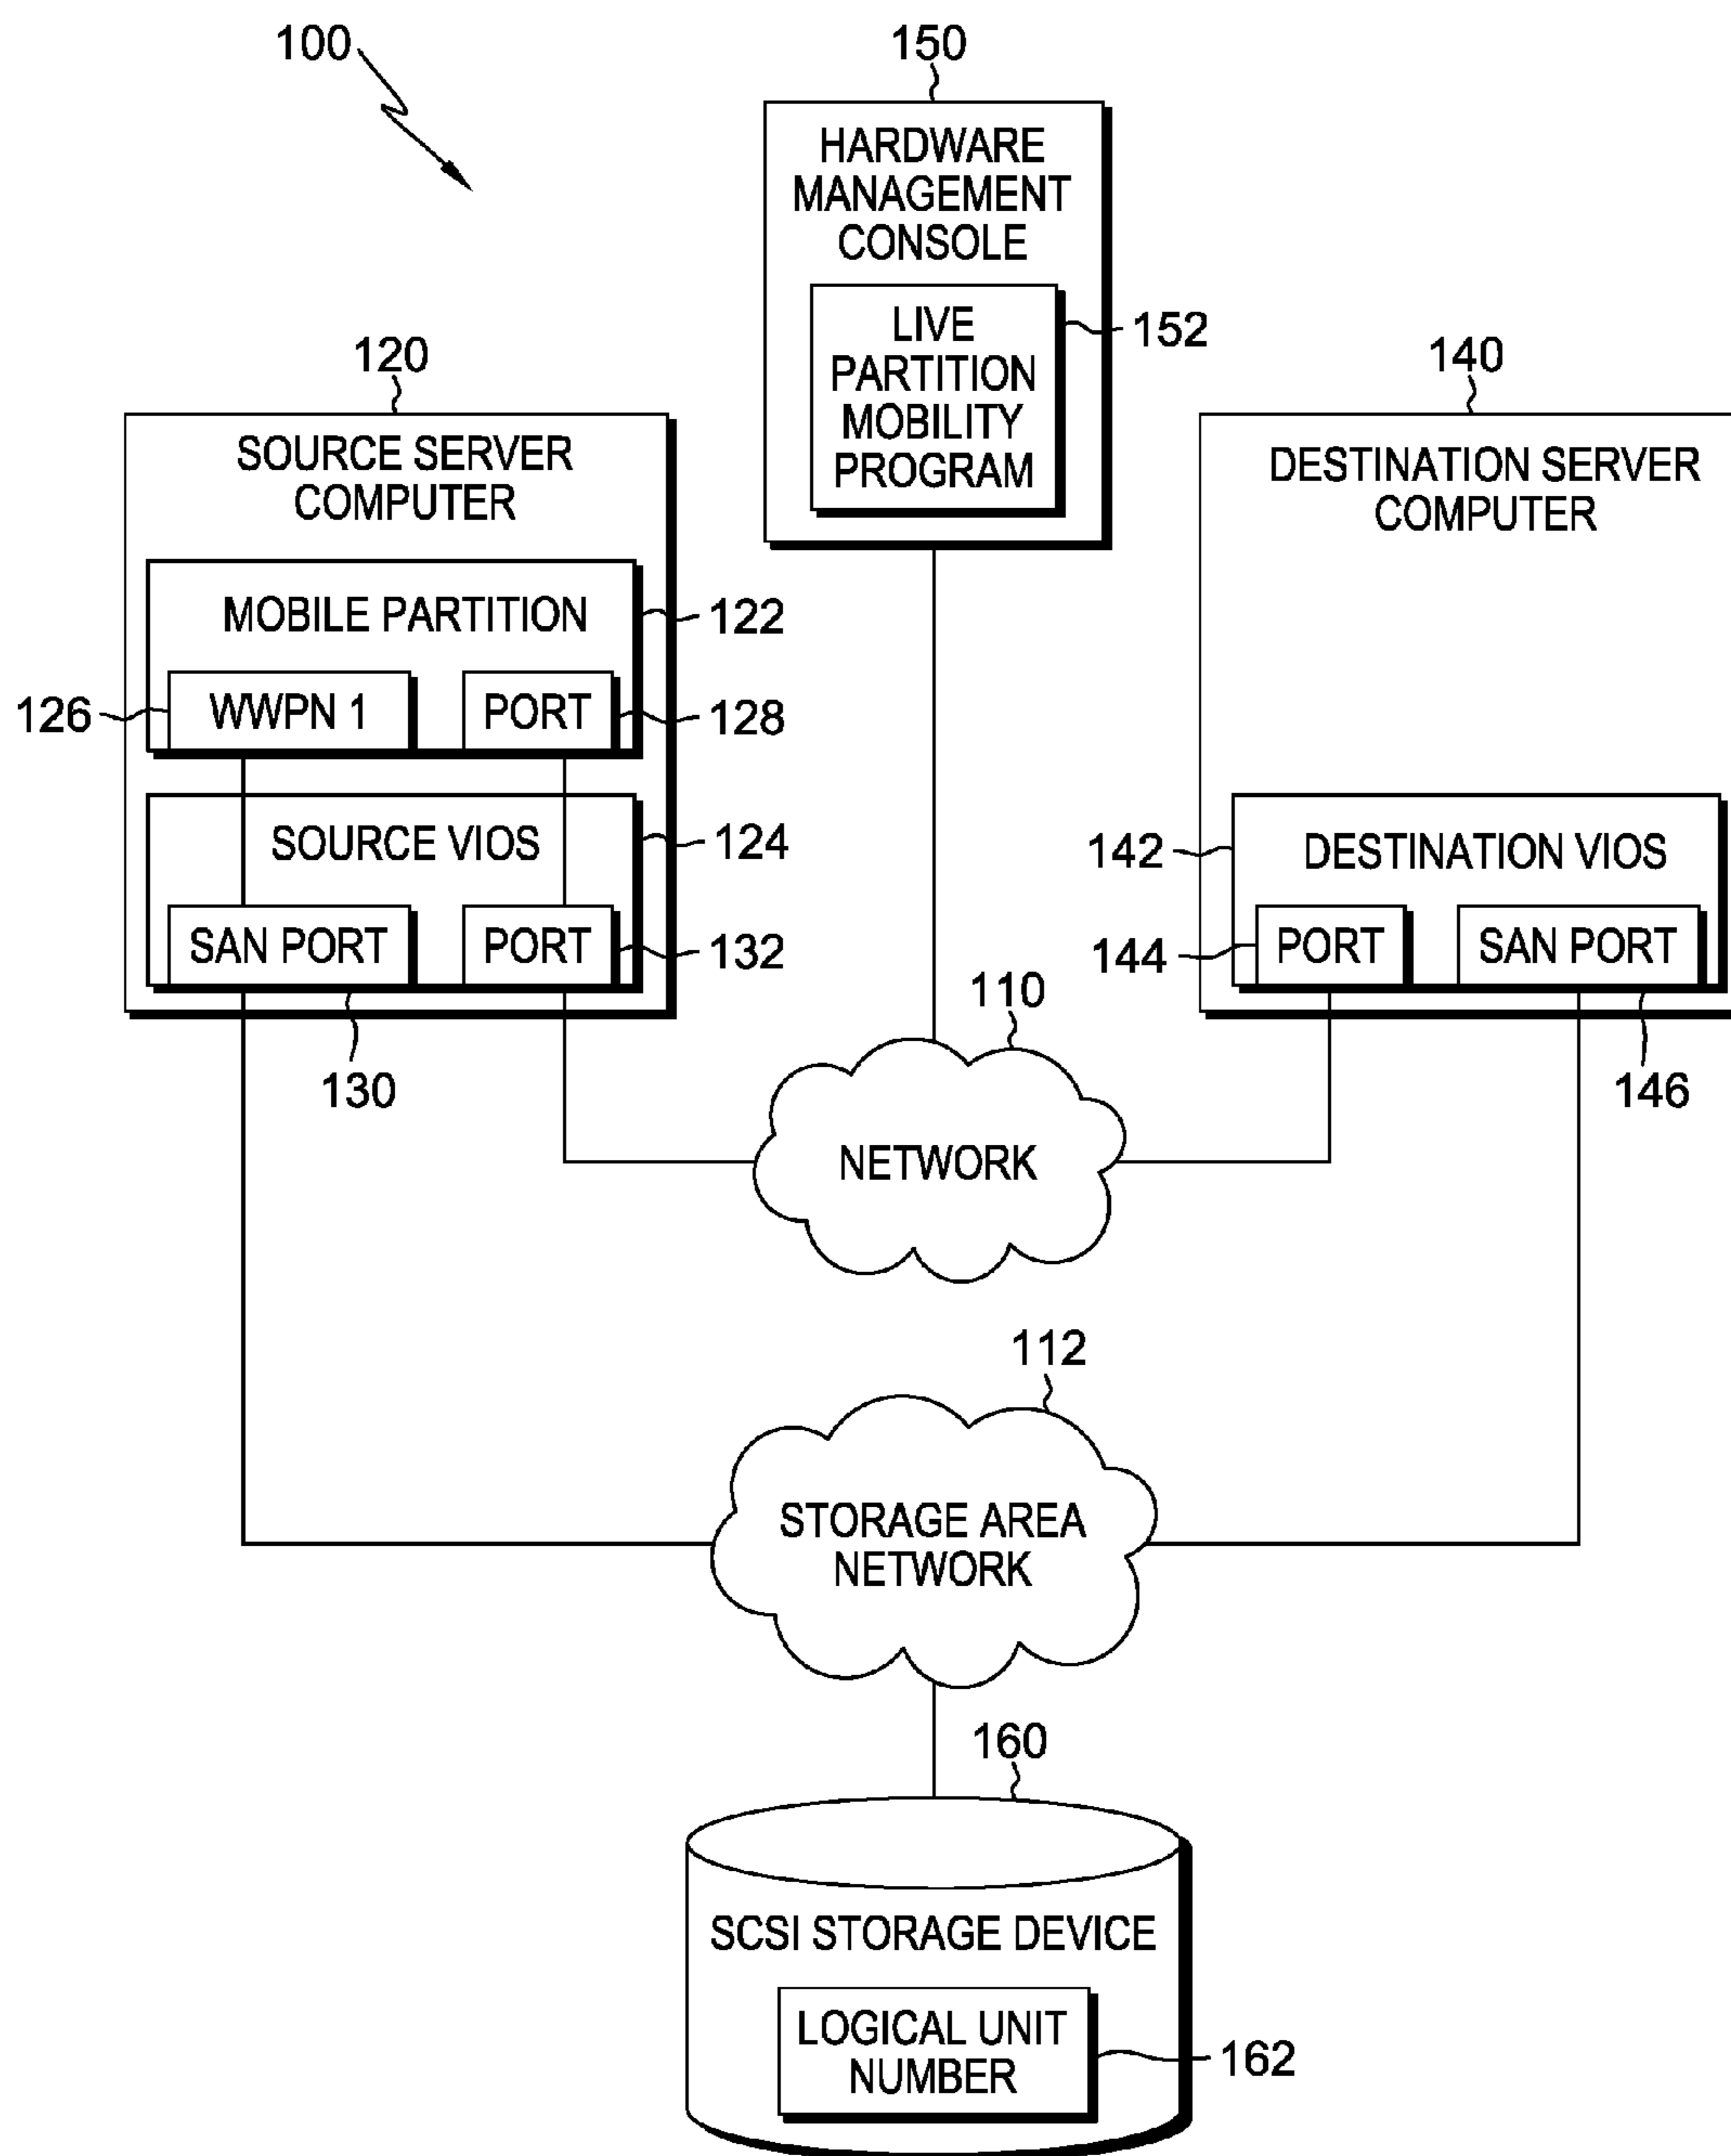 100
150
HARDWARE
MANAGEMENT
CONSOLE
LIVE
PARTITION
MOBILITY
PROGRAM
152
120
SOURCE SERVER
COMPUTER
MOBILE PARTITION
122
126
WWPN 1
PORT
128
SOURCE VIOS
124
SAN PORT
PORT
132
130
140
DESTINATION SERVER
COMPUTER
142
DESTINATION VIOS
144
PORT
SAN PORT
146
110
NETWORK
112
STORAGE AREA
NETWORK
160
SCSI STORAGE DEVICE
LOGICAL UNIT
NUMBER
162